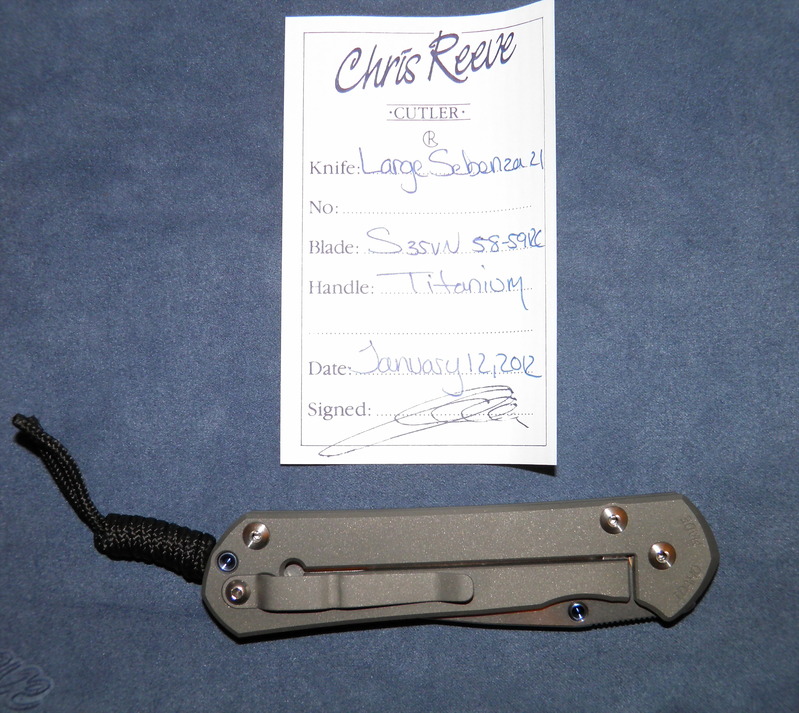 Chris Reeve
·CUTLER·
®
Knife: Large Sebenza 21
No:
Blade: S35VN 58-59RC
Handle: Titanium
Date: January 12, 2012
Signed: